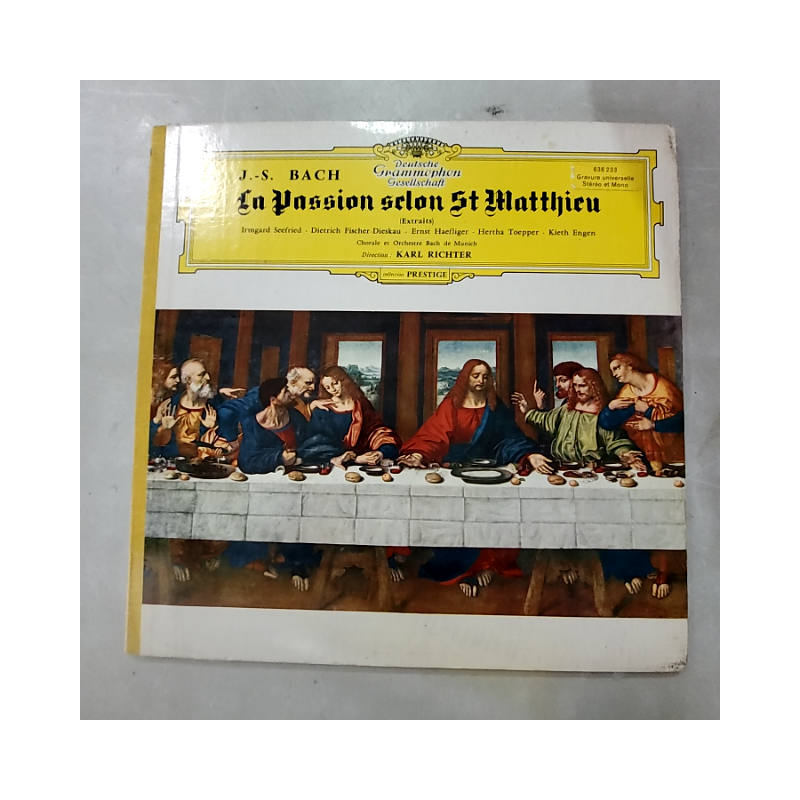 Deutsche
Grammophon
Gesellschaft
J.-S. BACH
636 233
Gravure universelle
Stéréo et Mono
La Passion selon St Matthieu
(Extraits)
Irmgard Seefried · Dietrich Fischer-Dieskau · Ernst Haefliger · Hertha Toepper · Kieth Engen
Chorale et Orchestre Bach de Munich
Direction : KARL RICHTER
collection PRESTIGE